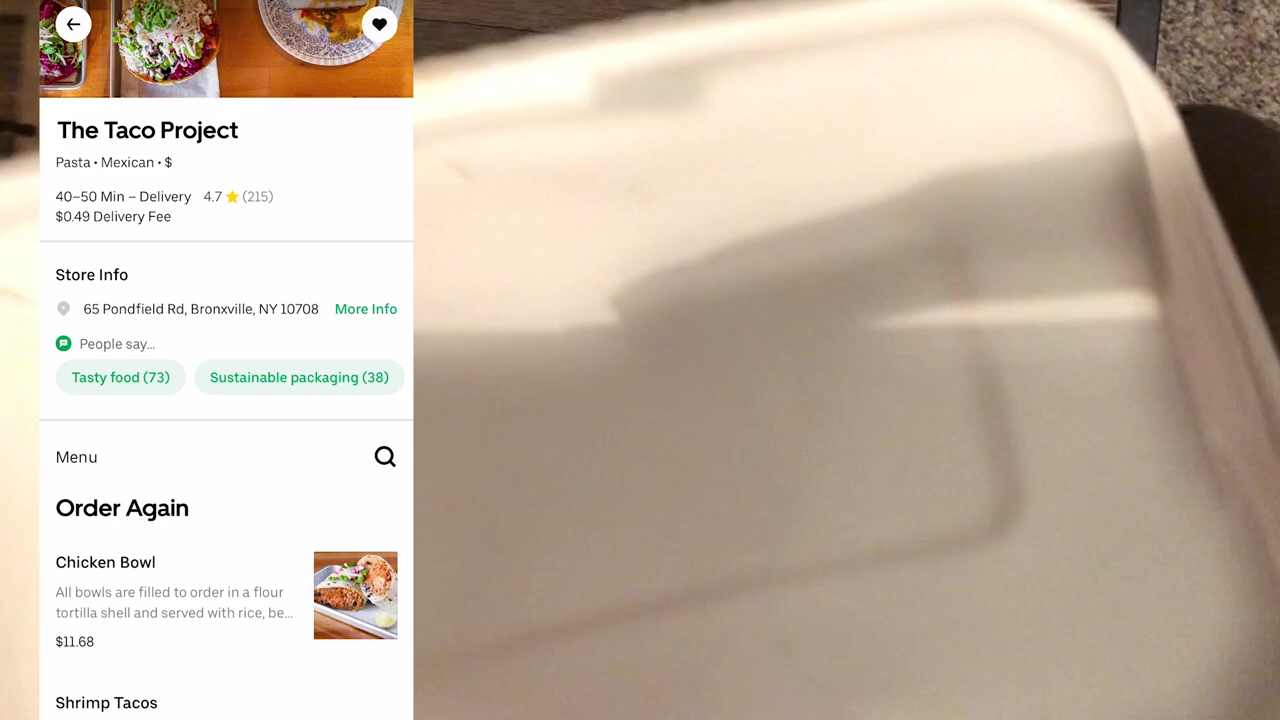 The Taco Project
Pasta • Mexican • $
40–50 Min – Delivery 4.7 ★ (215)
$0.49 Delivery Fee
Store Info
65 Pondfield Rd, Bronxville, NY 10708 More Info
People say...
Tasty food (73) Sustainable packaging (38)
Menu
Order Again
Chicken Bowl
All bowls are filled to order in a flour
tortilla shell and served with rice, be...
$11.68
Shrimp Tacos